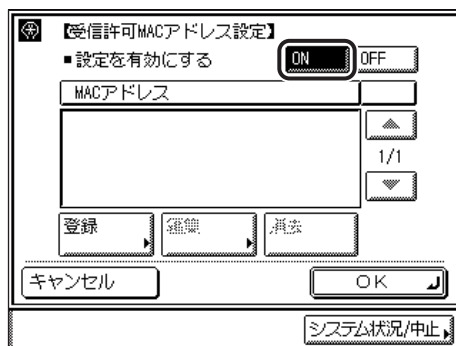 【受信許可MACアドレス設定】
■設定を有効にする ON OFF
MACアドレス
1/1
登録 編集 消去
キャンセル OK
システム状況/中止